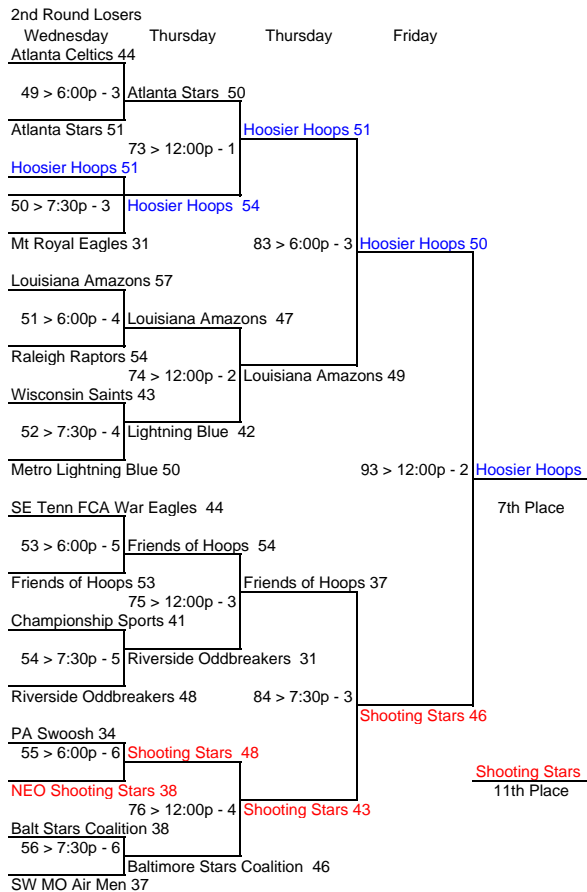 2nd Round Losers
Wednesday Thursday Thursday Friday
Atlanta Celtics 44
49 > 6:00p - 3 Atlanta Stars 50
Atlanta Stars 51 Hoosier Hoops 51
73 > 12:00p - 1
Hoosier Hoops 51
50 > 7:30p - 3 Hoosier Hoops 54
Mt Royal Eagles 31 83 > 6:00p - 3 Hoosier Hoops 50
Louisiana Amazons 57
51 > 6:00p - 4 Louisiana Amazons 47
Raleigh Raptors 54
74 > 12:00p - 2 Louisiana Amazons 49
Wisconsin Saints 43
52 > 7:30p - 4 Lightning Blue 42
Metro Lightning Blue 50 93 > 12:00p - 2 Hoosier Hoops
SE Tenn FCA War Eagles 44 7th Place
53 > 6:00p - 5 Friends of Hoops 54
Friends of Hoops 53 Friends of Hoops 37
75 > 12:00p - 3
Championship Sports 41
54 > 7:30p - 5 Riverside Oddbreakers 31
Riverside Oddbreakers 48 84 > 7:30p - 3
Shooting Stars 46
PA Swoosh 34
55 > 6:00p - 6 Shooting Stars 48
Shooting Stars
NEO Shooting Stars 38 11th Place
76 > 12:00p - 4 Shooting Stars 43
Balt Stars Coalition 38
56 > 7:30p - 6
Baltimore Stars Coalition 46
SW MO Air Men 37